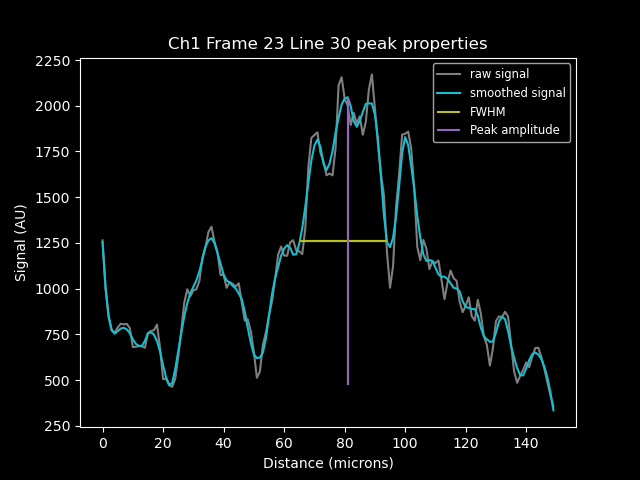 Ch1 Frame 23 Line 30 peak properties
raw signal
smoothed signal
FWHM
Peak amplitude
Signal (AU)
2250
2000
1750
1500
1250
1000
750
500
250
0 20 40 60 80 100 120 140
Distance (microns)